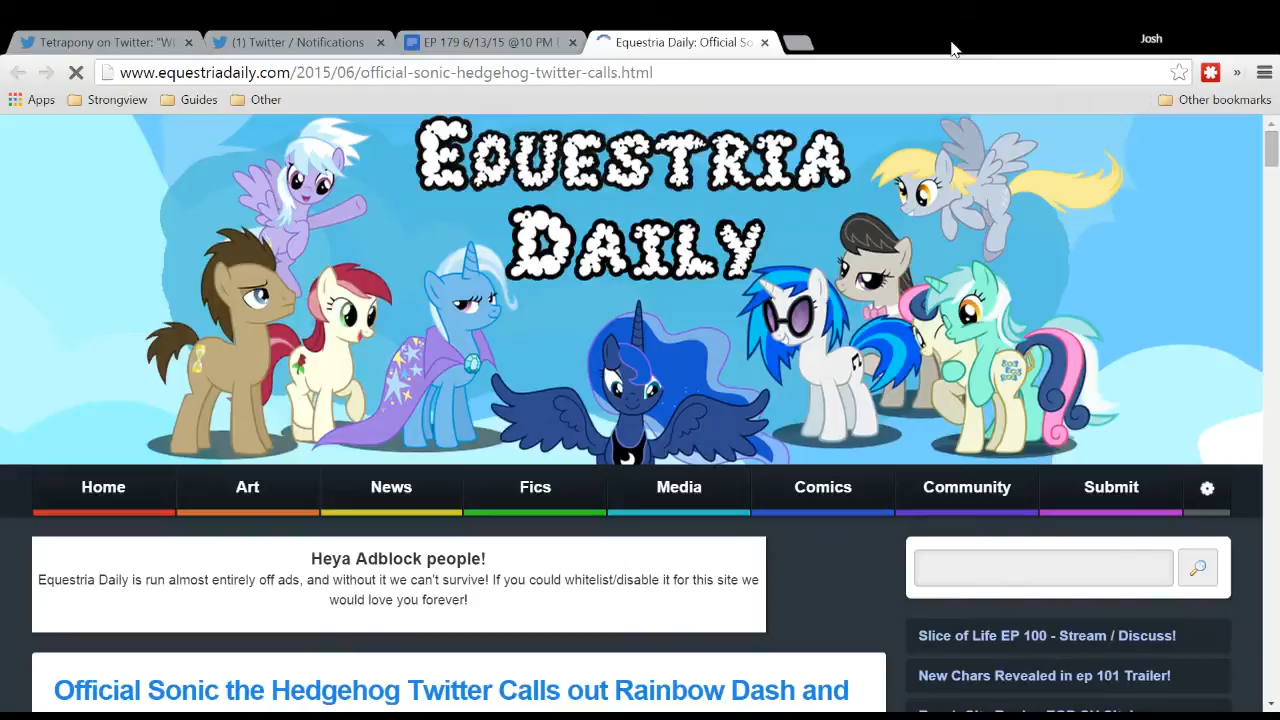 Tetrapony on Twitter: "Wi
(1) Twitter / Notifications
EP 179 6/13/15 @10 PM
Equestria Daily: Official So
Josh
www.equestriadaily.com/2015/06/official-sonic-hedgehog-twitter-calls.html
Apps
Strongview
Guides
Other
Other bookmarks
EQUESTRIA
DAILY
Home
Art
News
Fics
Media
Comics
Community
Submit
Heya Adblock people!
Equestria Daily is run almost entirely off ads, and without it we can't survive! If you could whitelist/disable it for this site we
would love you forever!
Slice of Life EP 100 - Stream / Discuss!
New Chars Revealed in ep 101 Trailer!
Official Sonic the Hedgehog Twitter Calls out Rainbow Dash and